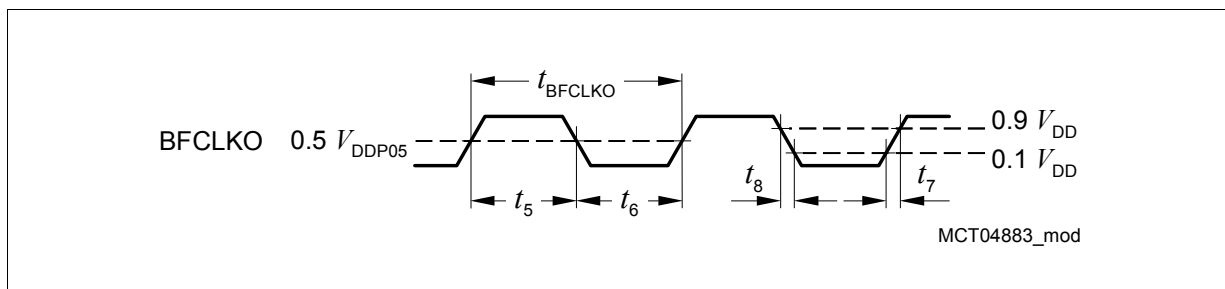 tBFCLKO
BFCLKO 0.5 VDDP05
0.9 VDD
0.1 VDD
t5 t6 t8 t7
MCT04883_mod